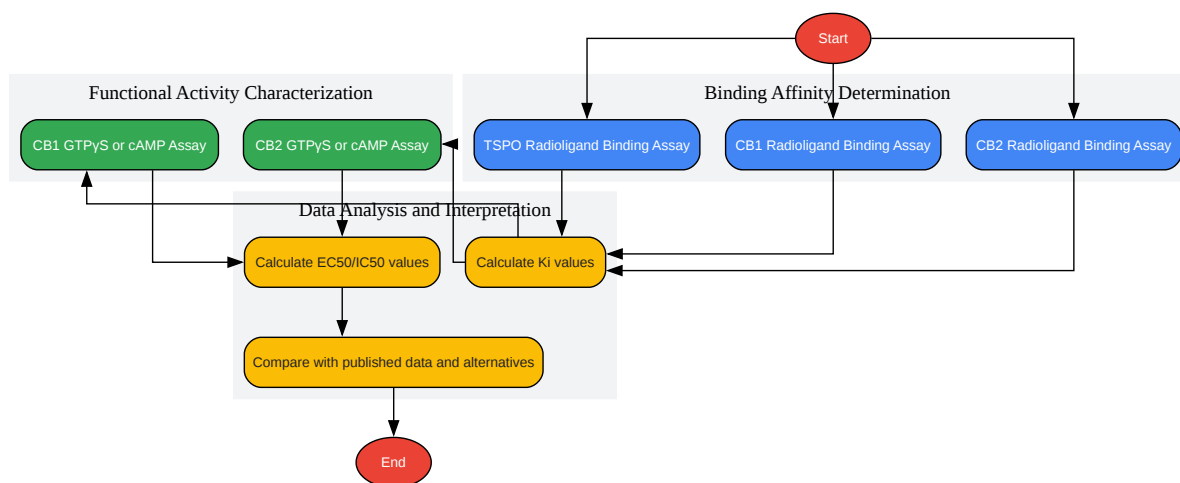 Start
Functional Activity Characterization
Binding Affinity Determination
CB1 GTPγS or cAMP Assay
CB2 GTPγS or cAMP Assay
TSPO Radioligand Binding Assay
CB1 Radioligand Binding Assay
CB2 Radioligand Binding Assay
Data Analysis and Interpretation
Calculate EC50/IC50 values
Calculate Ki values
Compare with published data and alternatives
End